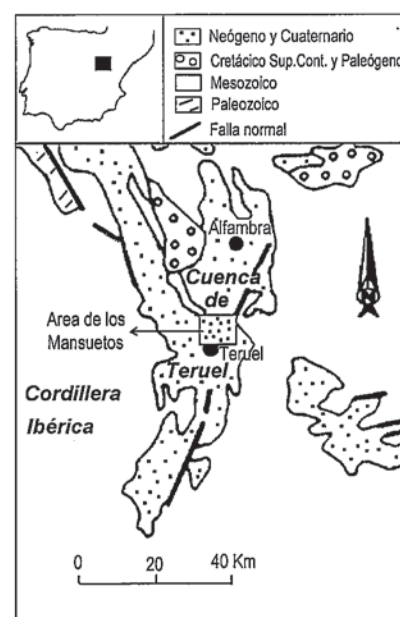 Neógeno y Cuaternario
Cretácico Sup.Cont. y Paleógeno
Mesozoico
Paleozoico
Falla normal
Alfambra
Cuenca
de
Area de los
Mansuetos
Teruel
Teruel
Cordillera
Ibérica
N
0 20 40 Km